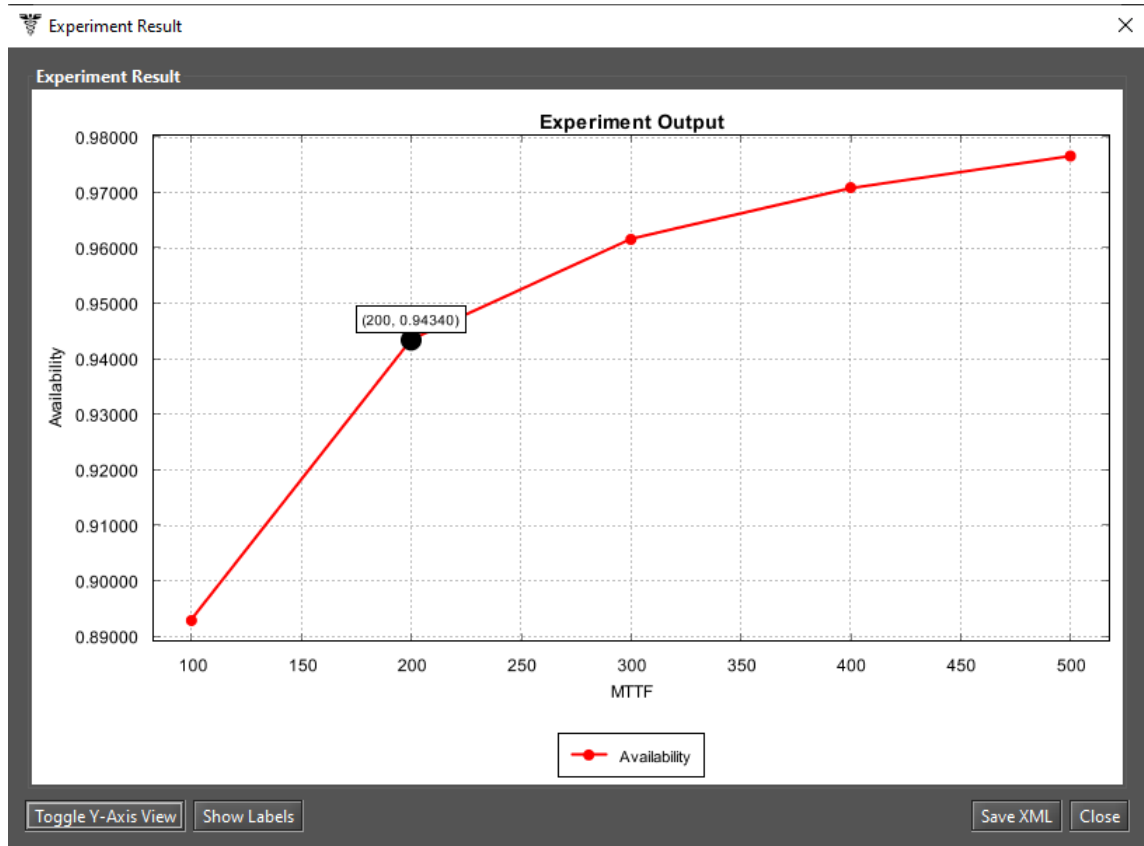 Experiment Result
Experiment Result
Experiment Output
0.98000
0.97000
0.96000
0.95000
(200, 0.94340)
0.94000
Availability
0.93000
0.92000
0.91000
0.90000
0.89000
100 150 200 250 300 350 400 450 500
MTTF
Availability
Toggle Y-Axis View Show Labels Save XML Close